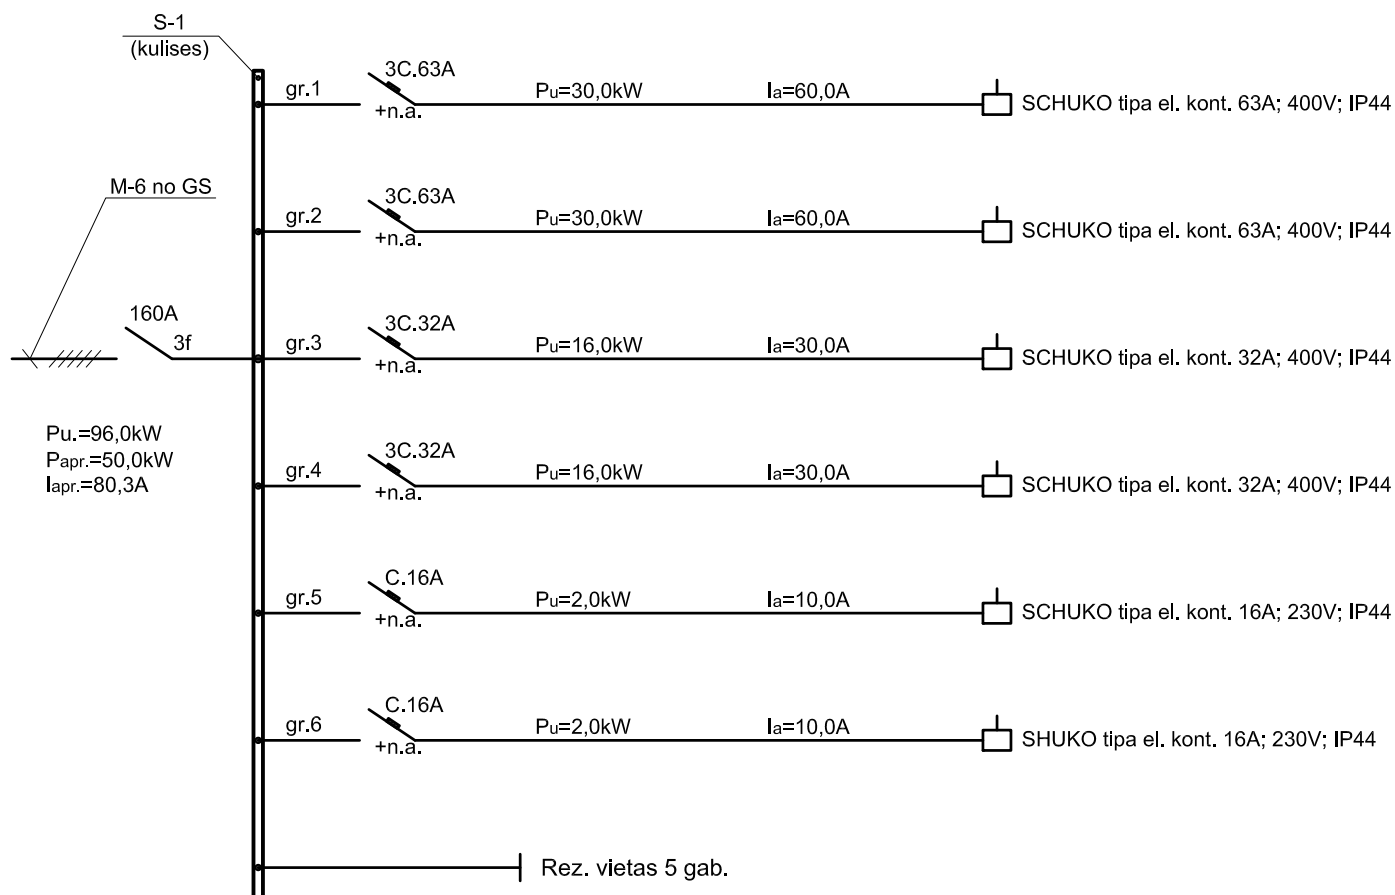 S-1
(kulises)
gr.1
3C.63A
+n.a.
Pu=30,0kW
Ia=60,0A
SCHUKO tipa el. kont. 63A; 400V; IP44
M-6 no GS
gr.2
3C.63A
+n.a.
Pu=30,0kW
Ia=60,0A
SCHUKO tipa el. kont. 63A; 400V; IP44
160A
3f
gr.3
3C.32A
+n.a.
Pu=16,0kW
Ia=30,0A
SCHUKO tipa el. kont. 32A; 400V; IP44
Pu.=96,0kW
Papr.=50,0kW
Iapr.=80,3A
gr.4
3C.32A
+n.a.
Pu=16,0kW
Ia=30,0A
SCHUKO tipa el. kont. 32A; 400V; IP44
gr.5
C.16A
+n.a.
Pu=2,0kW
Ia=10,0A
SCHUKO tipa el. kont. 16A; 230V; IP44
gr.6
C.16A
+n.a.
Pu=2,0kW
Ia=10,0A
SHUKO tipa el. kont. 16A; 230V; IP44
Rez. vietas 5 gab.